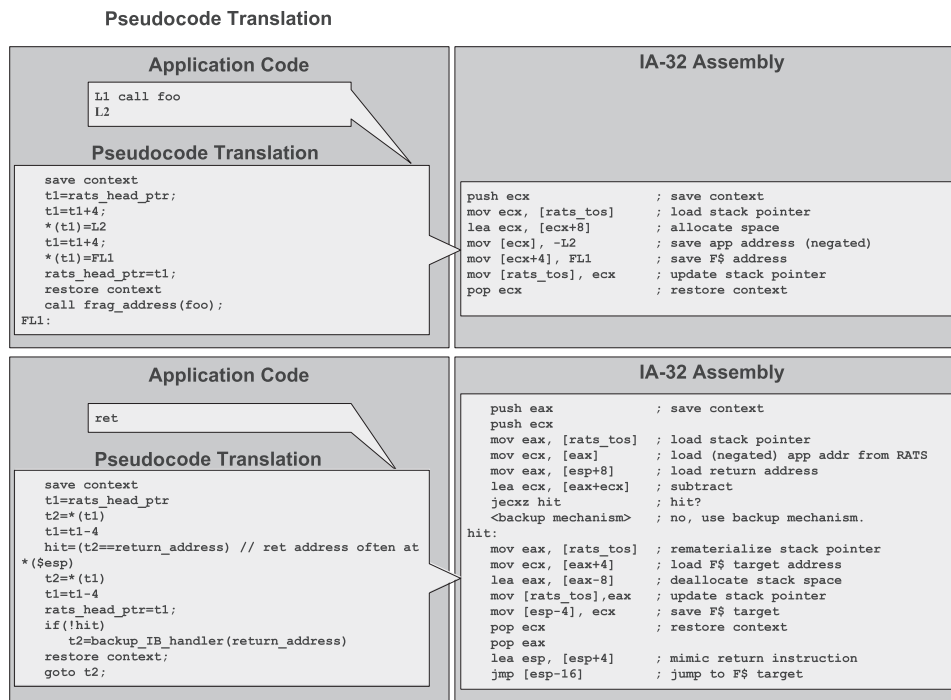 Pseudocode Translation
Application Code
L1 call foo
L2
Pseudocode Translation
save context
t1=rats_head_ptr;
t1=t1+4;
*(t1)=L2
t1=t1+4;
*(t1)=FL1
rats_head_ptr=t1;
restore context
call frag_address(foo);
FL1:
IA-32 Assembly
push ecx ; save context
mov ecx, [rats_tos] ; load stack pointer
lea ecx, [ecx+8] ; allocate space
mov [ecx], -L2 ; save app address (negated)
mov [ecx+4], FL1 ; save F$ address
mov [rats_tos], ecx ; update stack pointer
pop ecx ; restore context
Application Code
ret
Pseudocode Translation
save context
t1=rats_head_ptr
t2=*(t1)
t1=t1-4
hit=(t2==return_address) // ret address often at
*($esp)
t2=*(t1)
t1=t1-4
rats_head_ptr=t1;
if(!hit)
t2=backup_IB_handler(return_address)
restore context;
goto t2;
IA-32 Assembly
push eax ; save context
push ecx
mov eax, [rats_tos] ; load stack pointer
mov ecx, [eax] ; load (negated) app addr from RATS
mov eax, [esp+8] ; load return address
lea ecx, [eax+ecx] ; subtract
jecxz hit ; hit?
<backup mechanism> ; no, use backup mechanism.
hit:
mov eax, [rats_tos] ; rematerialize stack pointer
mov ecx, [eax+4] ; load F$ target address
lea eax, [eax-8] ; deallocate stack space
mov [rats_tos],eax ; update stack pointer
mov [esp-4], ecx ; save F$ target
pop ecx ; restore context
pop eax
lea esp, [esp+4] ; mimic return instruction
jmp [esp-16] ; jump to F$ target